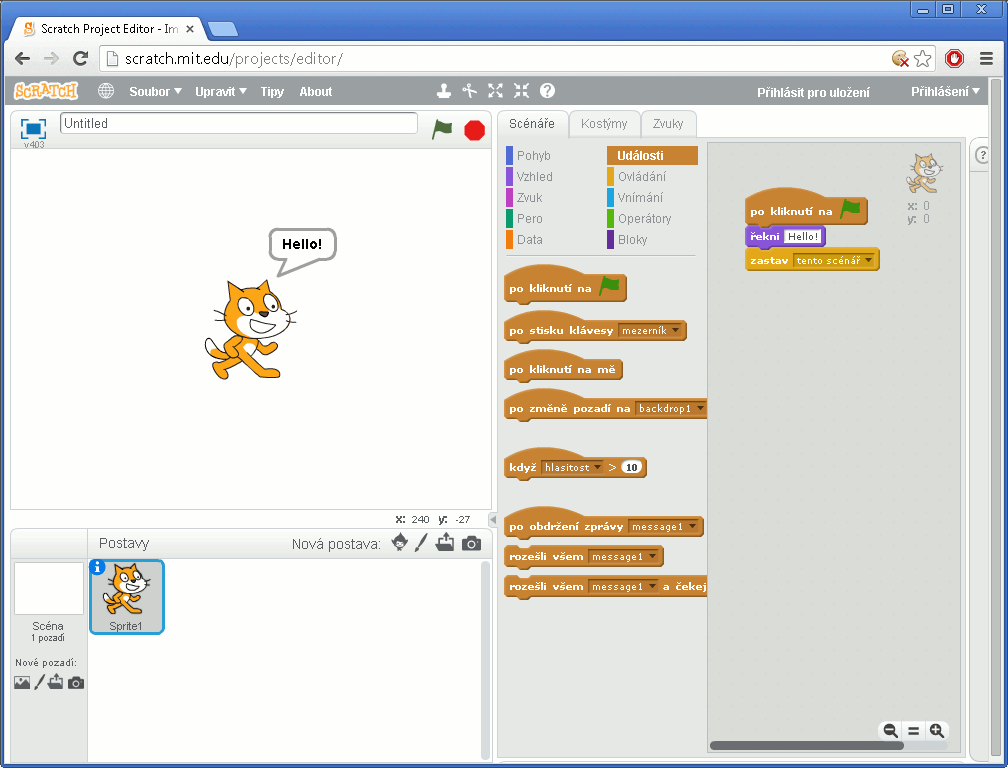 Scratch Project Editor - Im
scratch.mit.edu/projects/editor/
SCRATCH Soubor Upravit Tipy About Přihlásit pro uložení Přihlášení
v403 Untitled
Scénáře Kostýmy Zvuky
Pohyb Události
Vzhled Ovládání
Zvuk Vnímání
Pero Operátory
Data Bloky
Hello!
po kliknutí na
po stisku klávesy mezerník
po kliknutí na mě
po změně pozadí na backdrop1
když hlasitost > 10
po obdržení zprávy message1
rozešli všem message1
rozešli všem message1 a čekej
x: 0
y: 0
po kliknutí na
řekni Hello!
zastav tento scénář
x: 240 y: -27
Postavy Nová postava:
Sprite1
Scéna
1 pozadí
Nové pozadí: